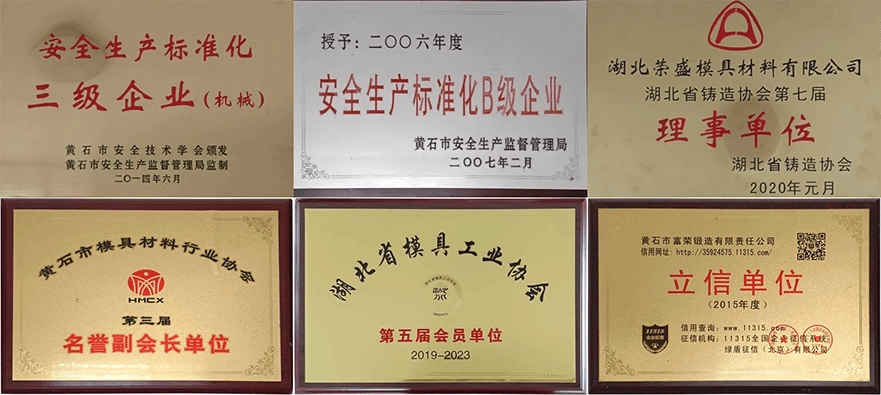 安全生产标准化
三级企业(机械)
黄石市安全技术学会颁发
黄石市安全生产监督管理局监制
二〇一四年六月
授予：二〇〇六年度
安全生产标准化B级企业
黄石市安全生产监督管理局
二〇〇七年二月
湖北荣盛模具材料有限公司
湖北省铸造协会第七届
理事单位
湖北省铸造协会
2020年元月
黄石市模具材料行业协会
HMCX
第三届
名誉副会长单位
湖北省模具工业协会
第五届会员单位
2019-2023
黄石市富荣锻造有限责任公司
信用网址：http://35924575.11315.com/
立信单位
(2015年度)
11315
信用查询：www.11315.com
征信机构：11315全国企业征信系统
绿盾征信（北京）有限公司